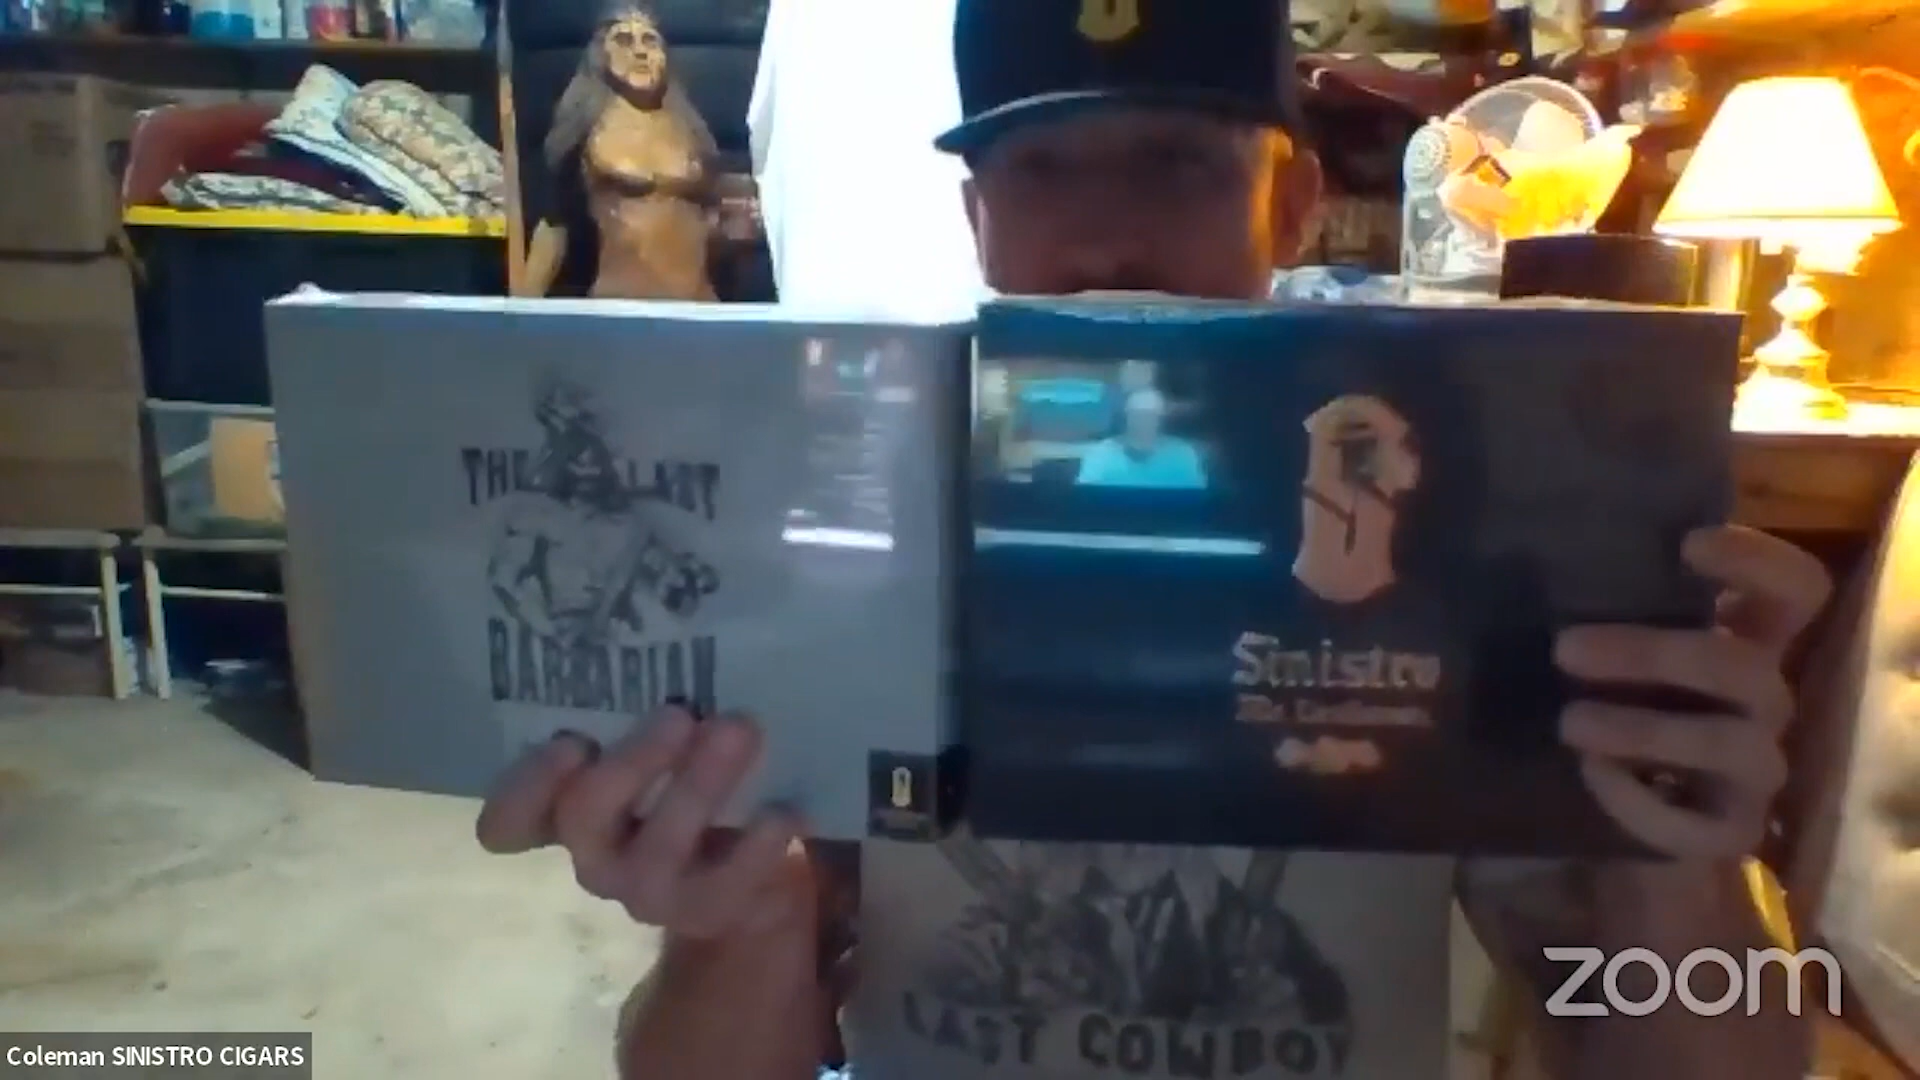 THE LAST
BARBARIAN
Sinistro
LAST COWBOY
zoom
Coleman SINISTRO CIGARS